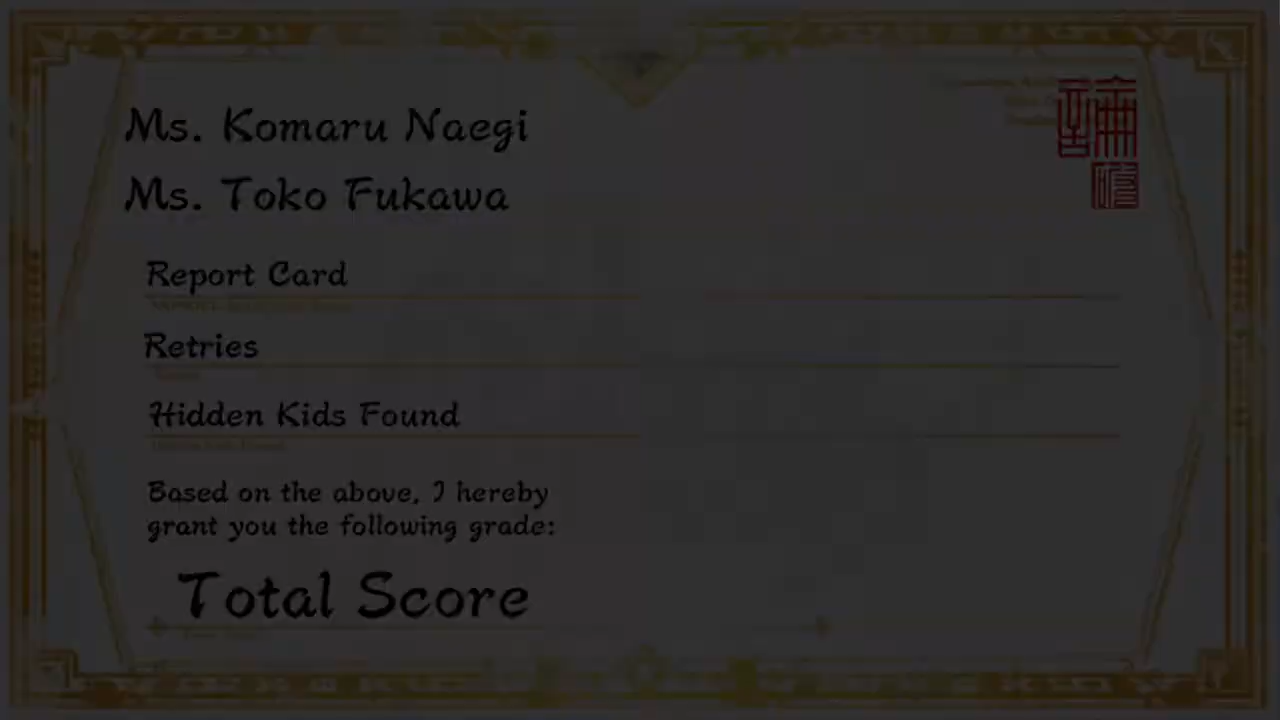 Ms. Komaru Naegi
Ms. Toko Fukawa
Report Card
Retries
Hidden Kids Found
Based on the above, I hereby
grant you the following grade:
Total Score